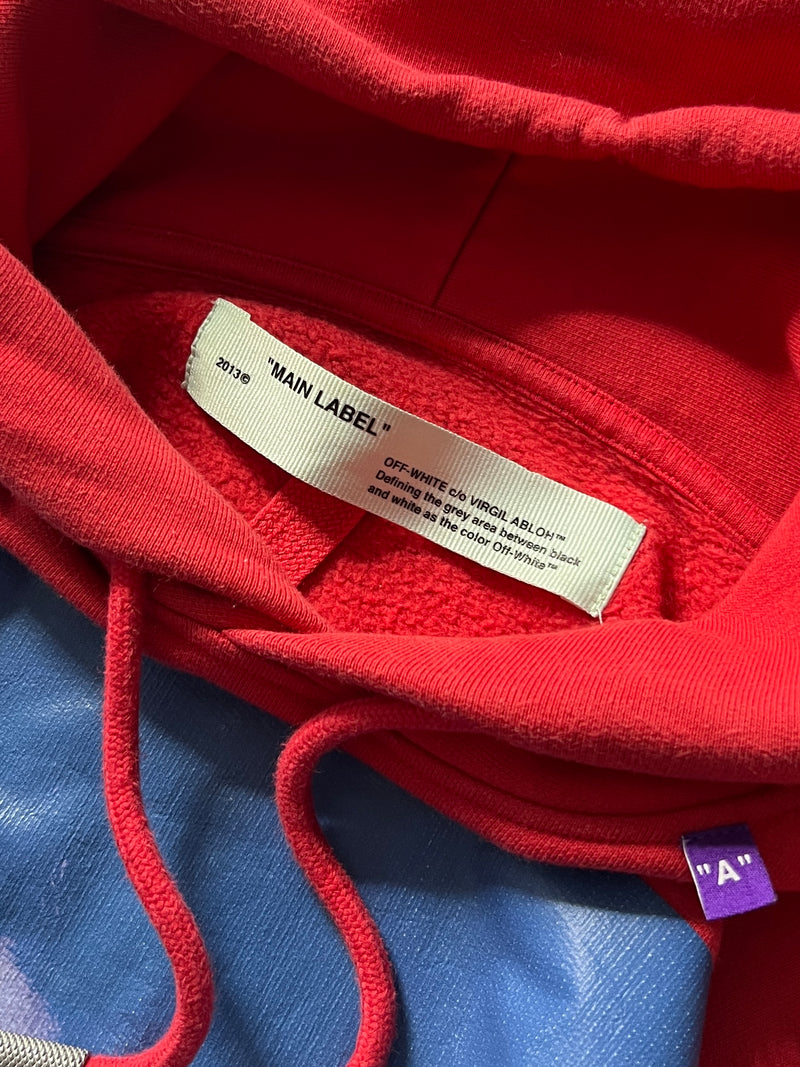 2013©
"MAIN LABEL"
OFF-WHITE c/o VIRGIL ABLOH™
Defining the grey area between black
and white as the color Off-White™
"A"